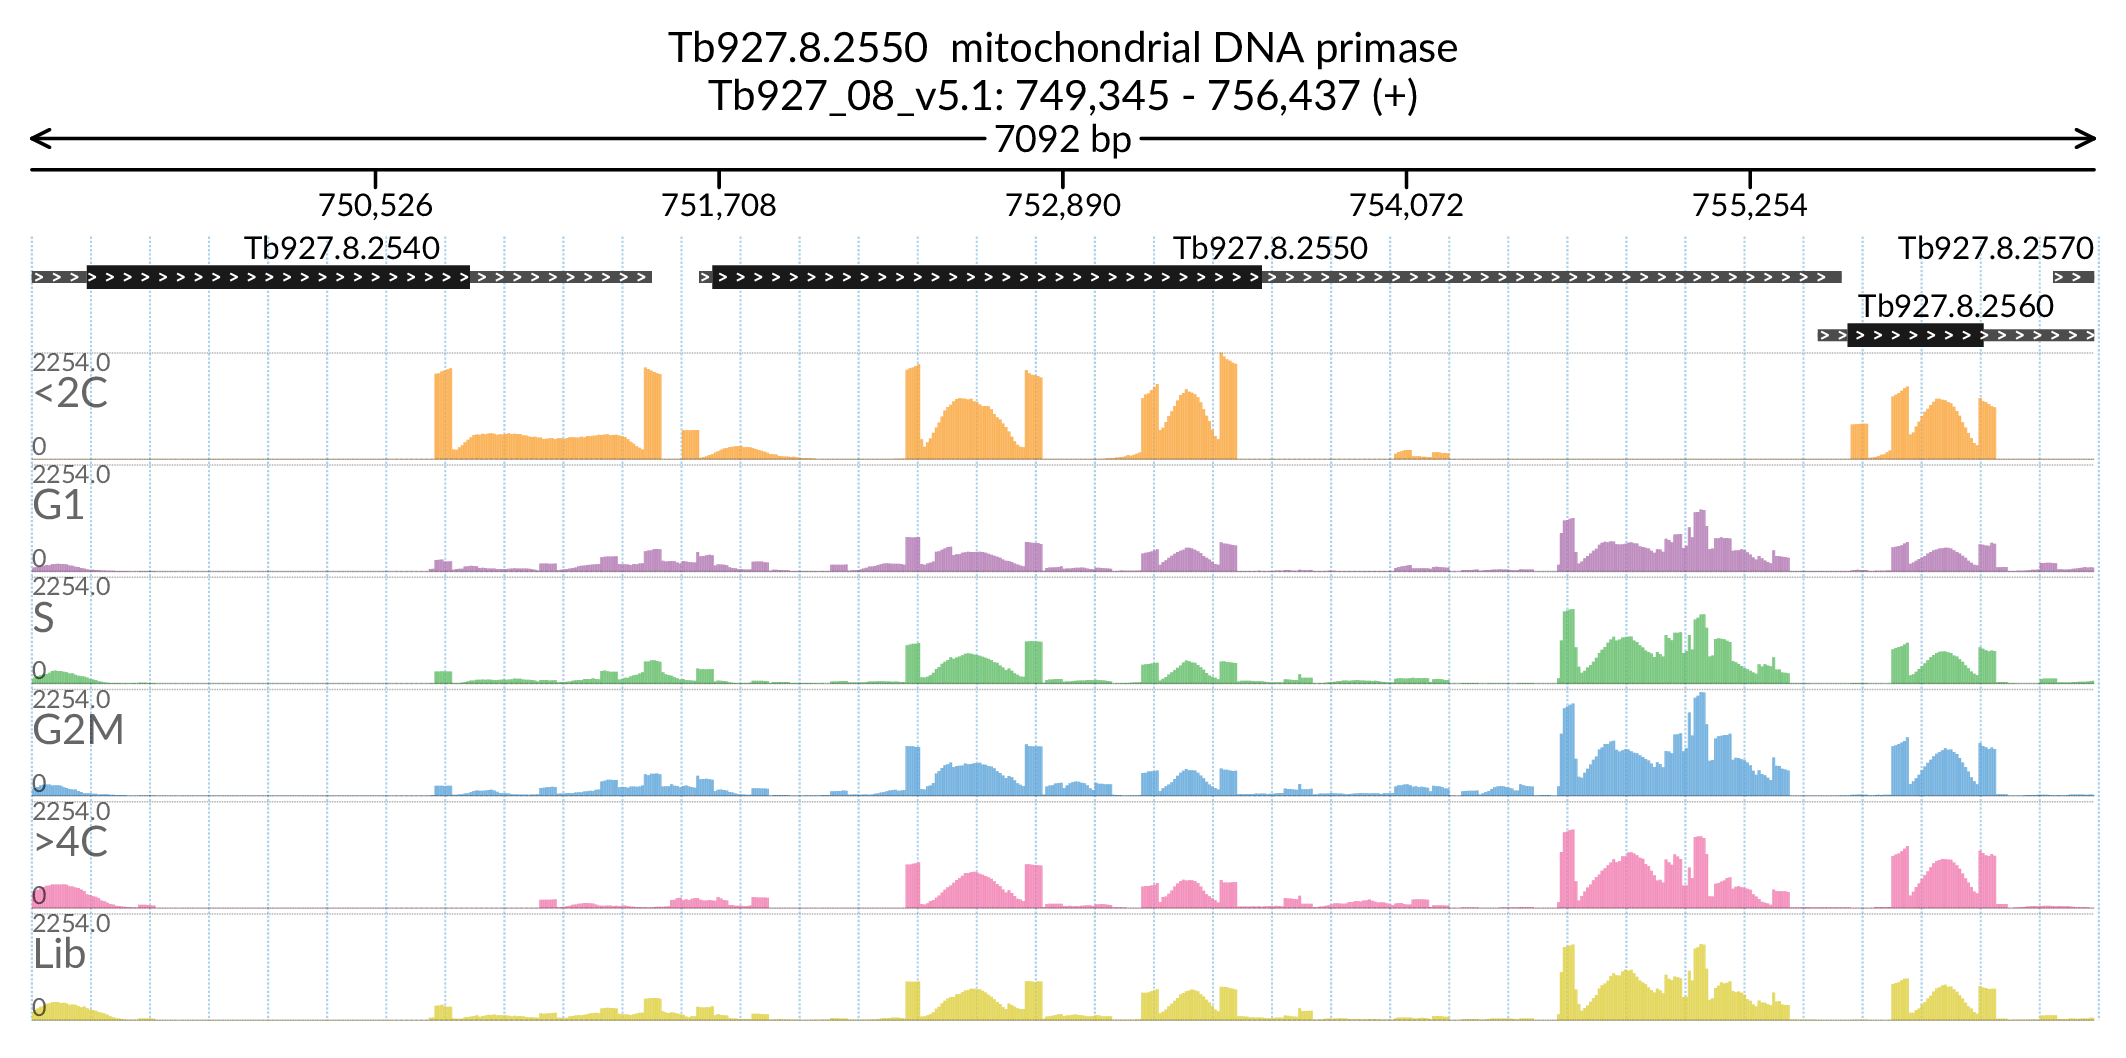 Tb927.8.2550  mitochondrial DNA primase
Tb927_08_v5.1: 749,345 - 756,437 (+)
7092 bp
750,526 751,708 752,890 754,072 755,254
Tb927.8.2540 Tb927.8.2550 Tb927.8.2570
Tb927.8.2560
2254.0
<2C
0
2254.0
G1
0
2254.0
S
0
2254.0
G2M
0
2254.0
>4C
0
2254.0
Lib
0